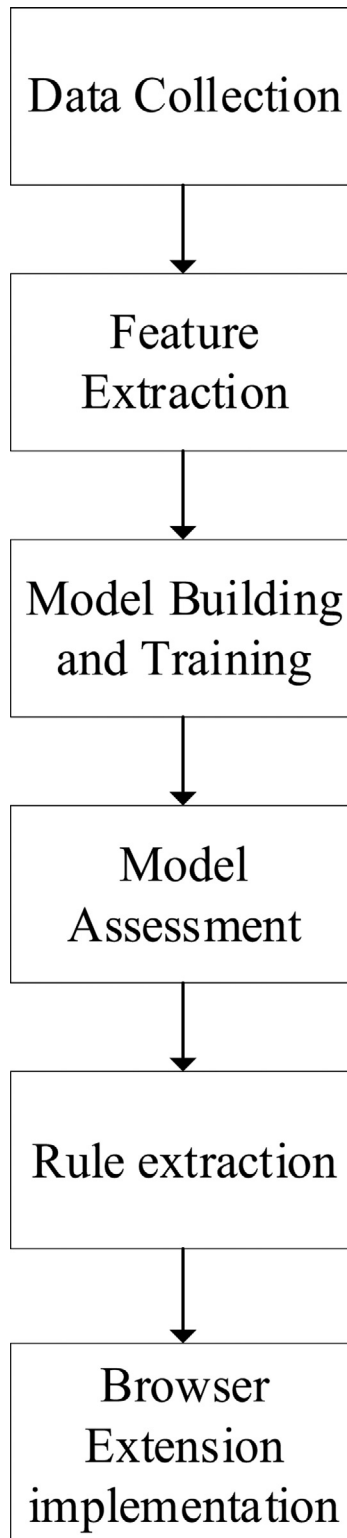 Data Collection
Feature
Extraction
Model Building
and Training
Model
Assessment
Rule extraction
Browser
Extension
implementation